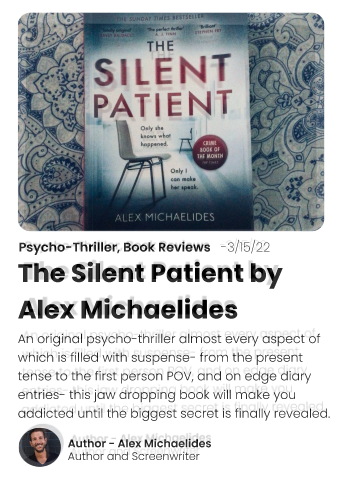 THE SUNDAY TIMES BESTSELLER
THE
SILENT
PATIENT
Only she
knows what
happened.
CRIME
BOOK OF
THE MONTH
Only I
can make
her speak.
ALEX MICHAELIDES
Psycho-Thriller, Book Reviews -3/15/22
The Silent Patient by
Alex Michaelides
An original psycho-thriller almost every aspect of
which is filled with suspense- from the present
tense to the first person POV, and on edge diary
entries- this jaw dropping book will make you
addicted until the biggest secret is finally revealed.
Author - Alex Michaelides
Author and Screenwriter